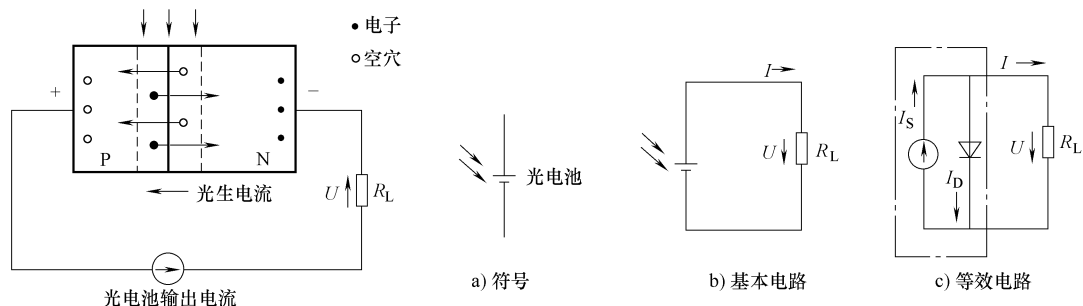 电子
空穴
+
−
P
N
光生电流
U
R_L
光电池输出电流
光电池
a) 符号
I
U
R_L
b) 基本电路
I
I_S
I_D
U
R_L
c) 等效电路